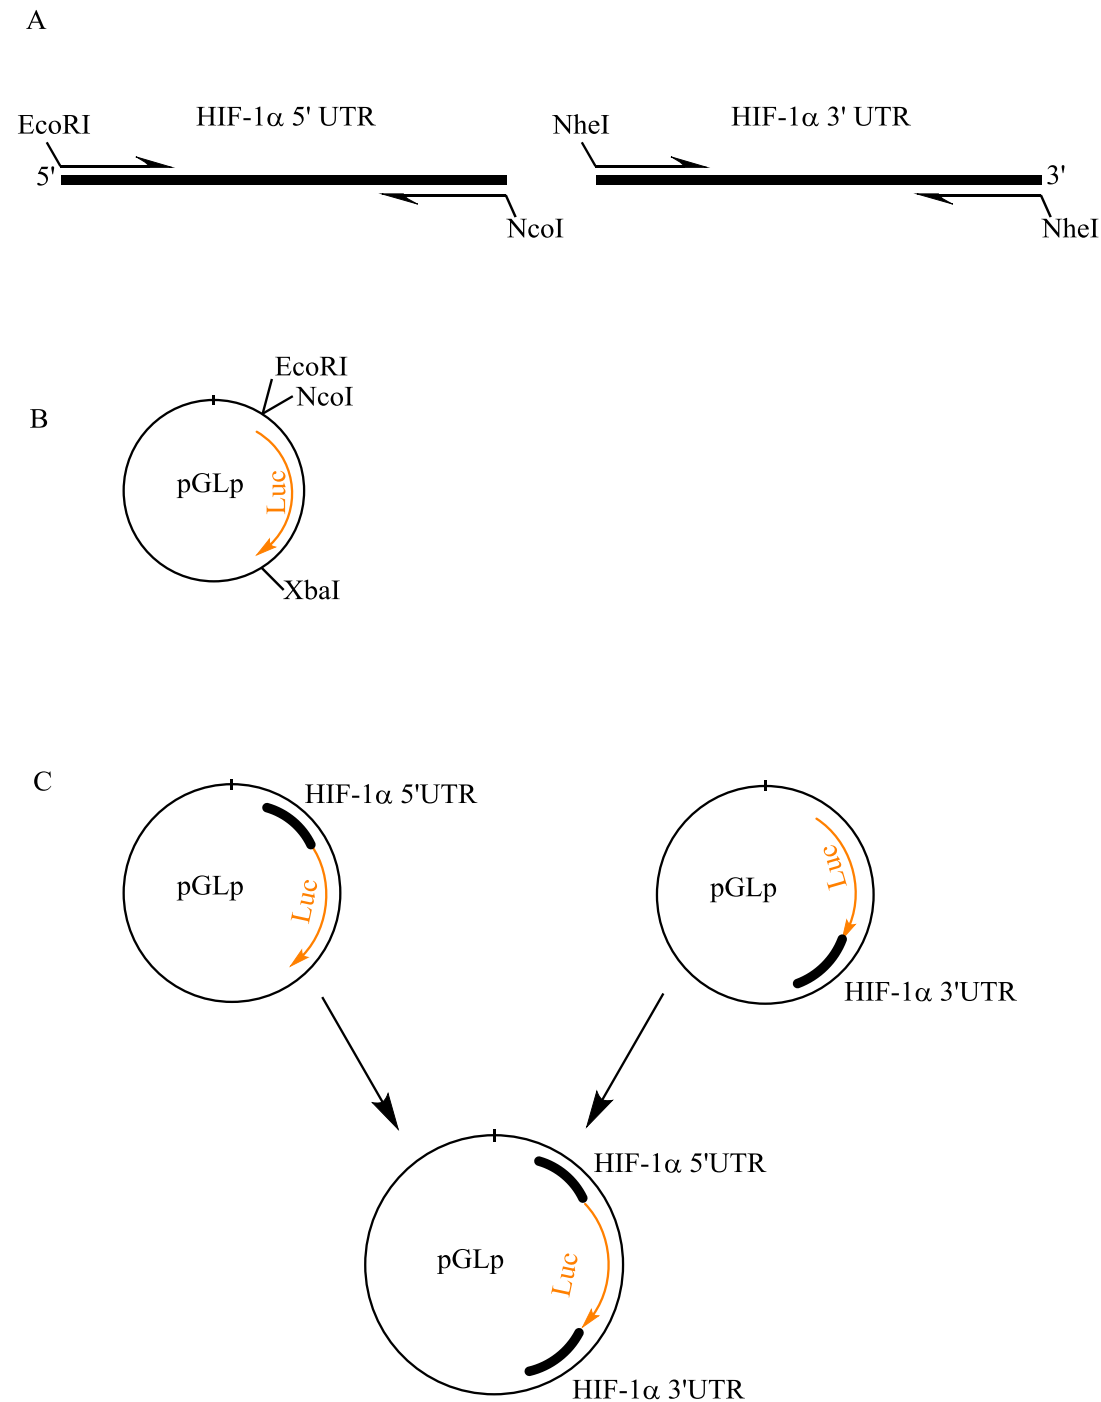 A
EcoRI
HIF-1α 5' UTR
NheI
HIF-1α 3' UTR
5'
3'
NcoI
NheI
B
EcoRI
NcoI
pGLp
Luc
XbaI
C
HIF-1α 5'UTR
pGLp
Luc
pGLp
Luc
HIF-1α 3'UTR
HIF-1α 5'UTR
pGLp
Luc
HIF-1α 3'UTR